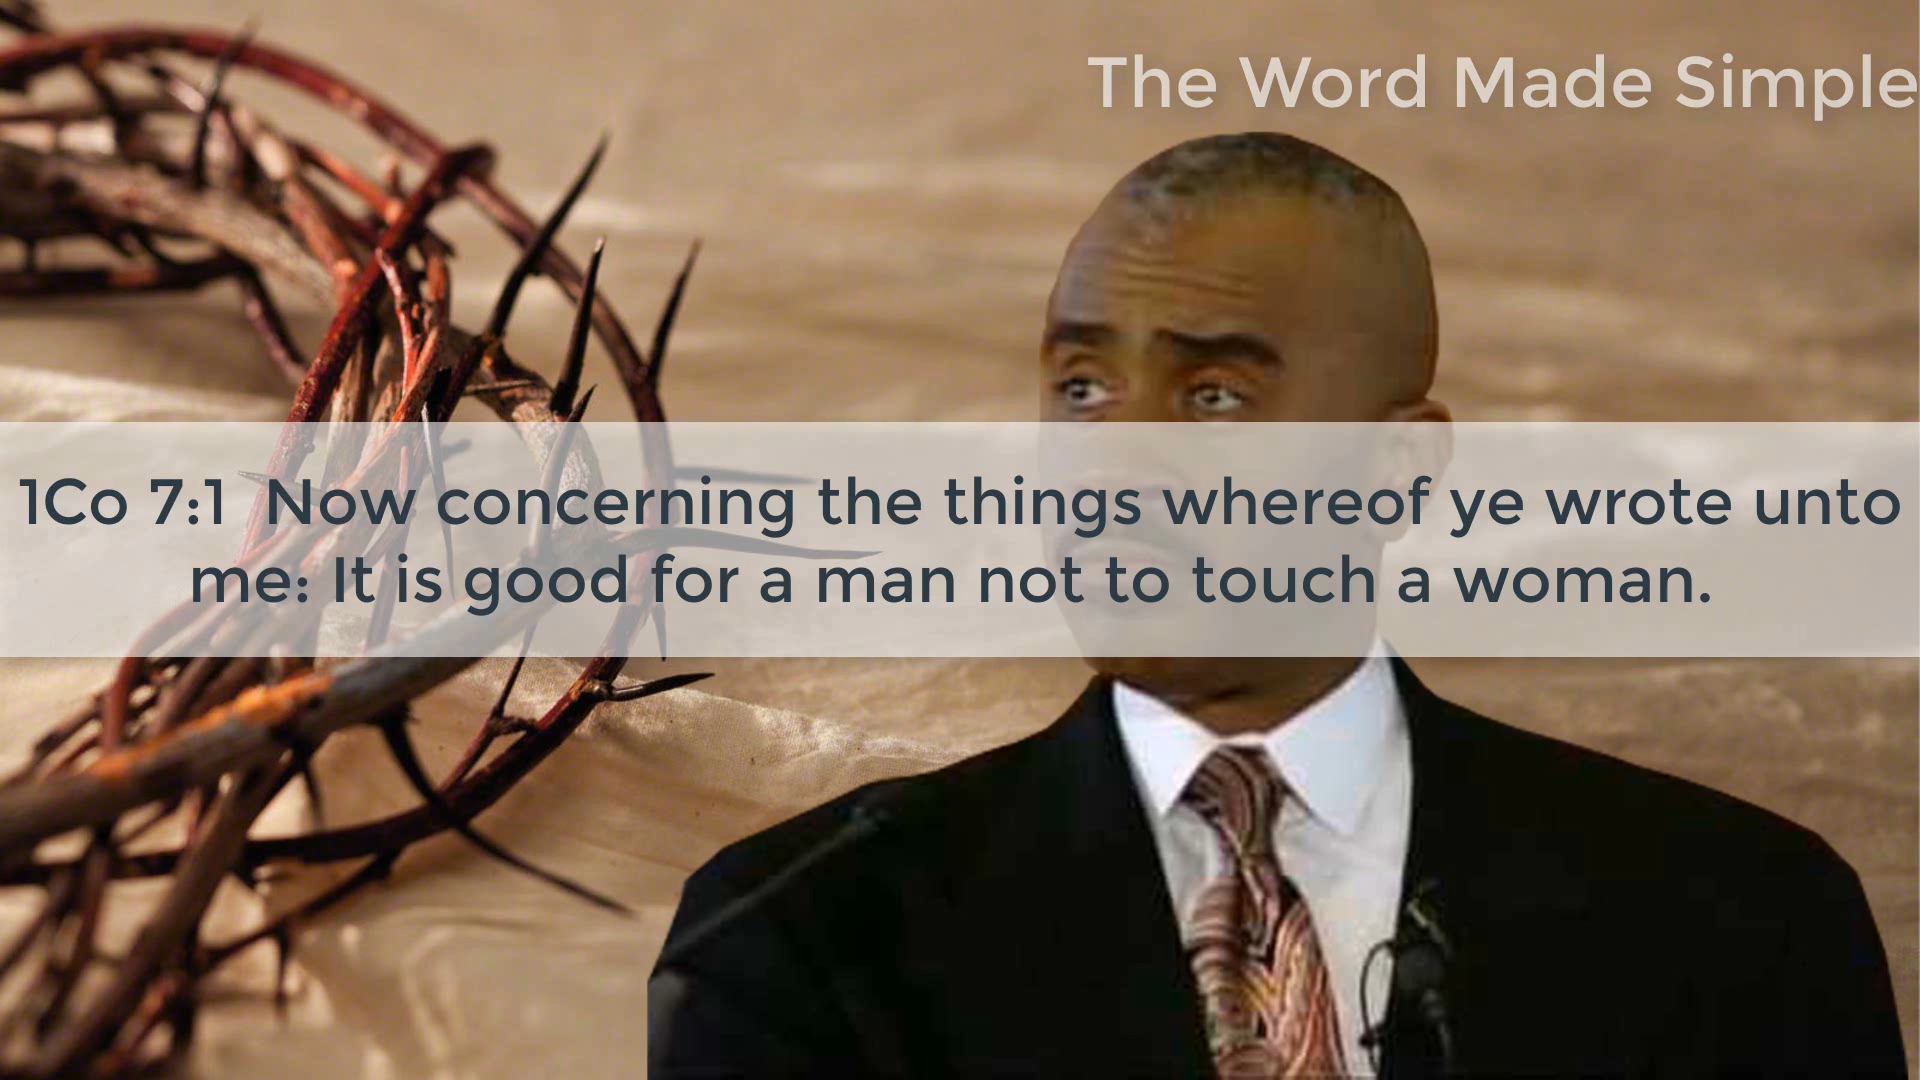 The Word Made Simple
1Co 7:1  Now concerning the things whereof ye wrote unto
me: It is good for a man not to touch a woman.